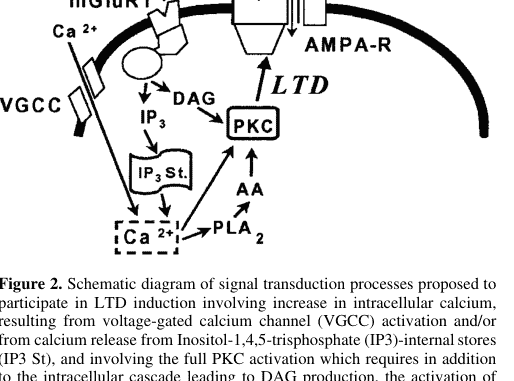 mGluR1
Ca 2+
AMPA-R
VGCC
DAG
LTD
IP3
PKC
IP3 St.
AA
Ca 2+
PLA 2
Figure 2. Schematic diagram of signal transduction processes proposed to
participate in LTD induction involving increase in intracellular calcium,
resulting from voltage-gated calcium channel (VGCC) activation and/or
from calcium release from Inositol-1,4,5-trisphosphate (IP3)-internal stores
(IP3 St), and involving the full PKC activation which requires in addition
to the intracellular cascade leading to DAG production, the activation of